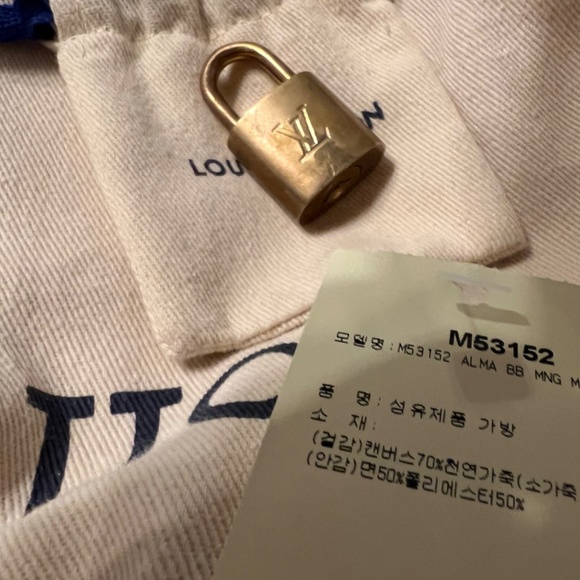 LV
LOU N
M53152
모델명 : M53152 ALMA BB MNG M
품 명 : 섬유제품 가방
소 재 :
(겉감)캔버스70%천연가죽(소가죽
(안감)면50%폴리에스터50%